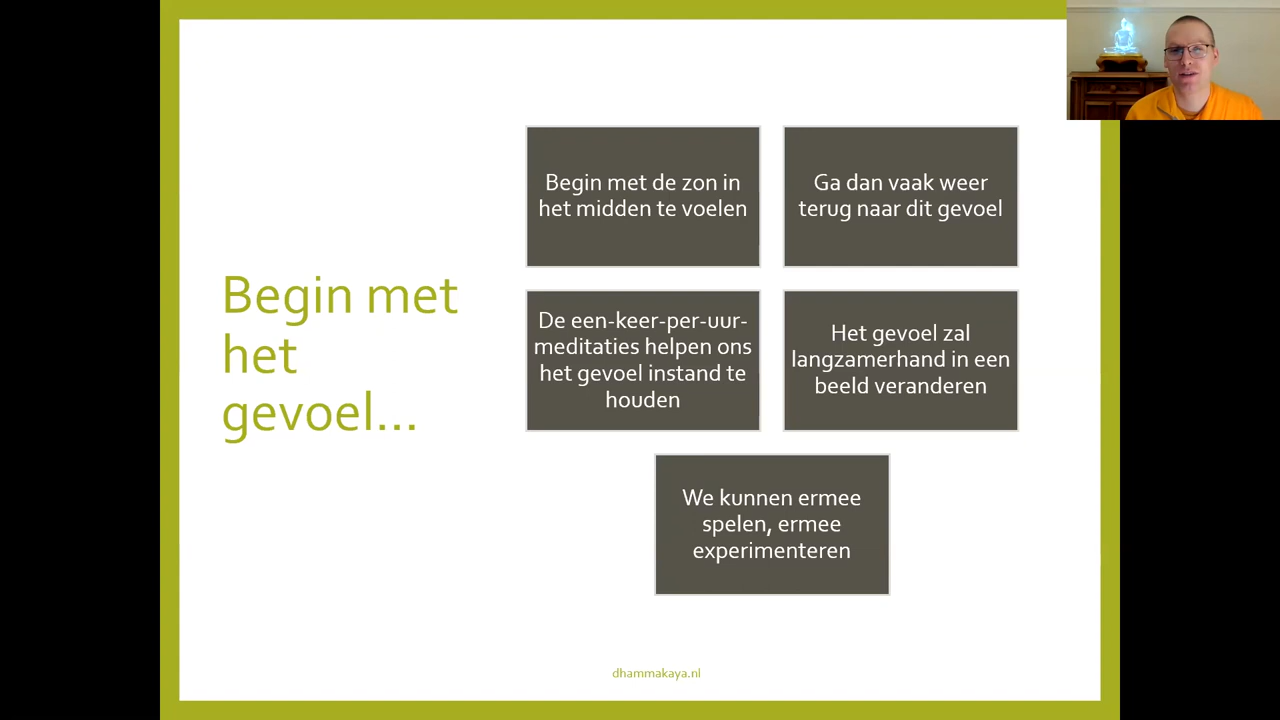 Begin met
het
gevoel...
Begin met de zon in
het midden te voelen
Ga dan vaak weer
terug naar dit gevoel
De een-keer-per-uur-
meditaties helpen ons
het gevoel instand te
houden
Het gevoel zal
langzamerhand in een
beeld veranderen
We kunnen ermee
spelen, ermee
experimenteren
dhammakaya.nl